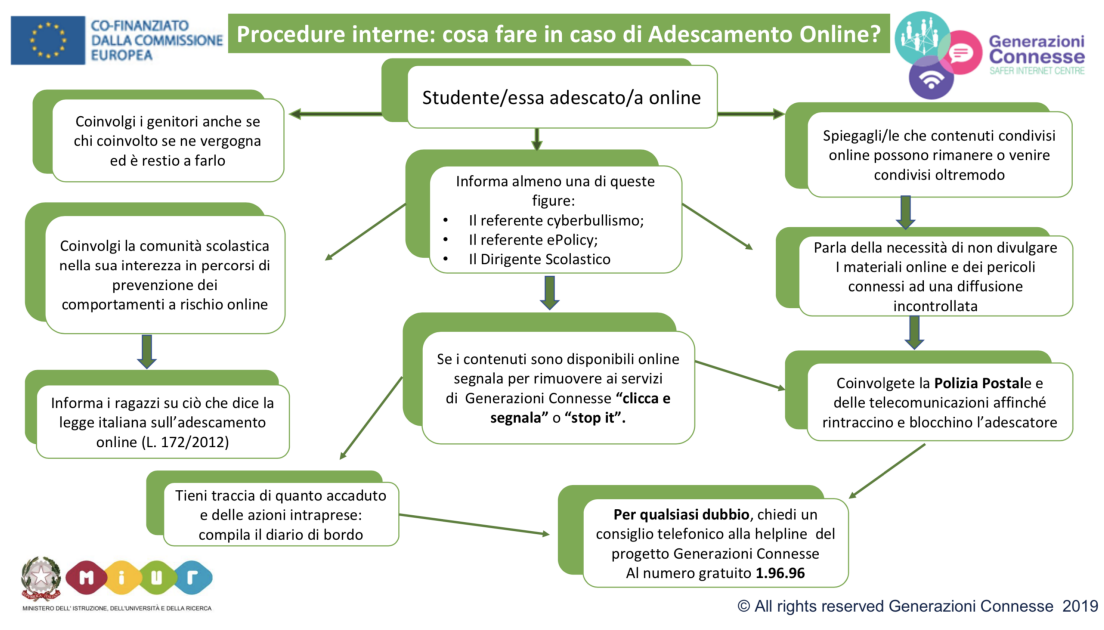 CO-FINANZIATO
DALLA COMMISSIONE
EUROPEA
Procedure interne: cosa fare in caso di Adescamento Online?
Generazioni
Connesse
SAFER INTERNET CENTRE
Studente/essa adescato/a online
Coinvolgi i genitori anche se
chi coinvolto se ne vergogna
ed è restio a farlo
Spiegagli/le che contenuti condivisi
online possono rimanere o venire
condivisi oltremodo
Informa almeno una di queste
figure:
• Il referente cyberbullismo;
• Il referente ePolicy;
• Il Dirigente Scolastico
Coinvolgi la comunità scolastica
nella sua interezza in percorsi di
prevenzione dei
comportamenti a rischio online
Parla della necessità di non divulgare
I materiali online e dei pericoli
connessi ad una diffusione
incontrollata
Se i contenuti sono disponibili online
segnala per rimuovere ai servizi
di Generazioni Connesse “clicca e
segnala” o “stop it”.
Informa i ragazzi su ciò che dice la
legge italiana sull’adescamento
online (L. 172/2012)
Coinvolgete la Polizia Postale e
delle telecomunicazioni affinché
rintraccino e blocchino l’adescatore
Tieni traccia di quanto accaduto
e delle azioni intraprese:
compila il diario di bordo
Per qualsiasi dubbio, chiedi un
consiglio telefonico alla helpline del
progetto Generazioni Connesse
Al numero gratuito 1.96.96
MIUR
MINISTERO DELL' ISTRUZIONE, DELL'UNIVERSITÀ E DELLA RICERCA
© All rights reserved Generazioni Connesse 2019